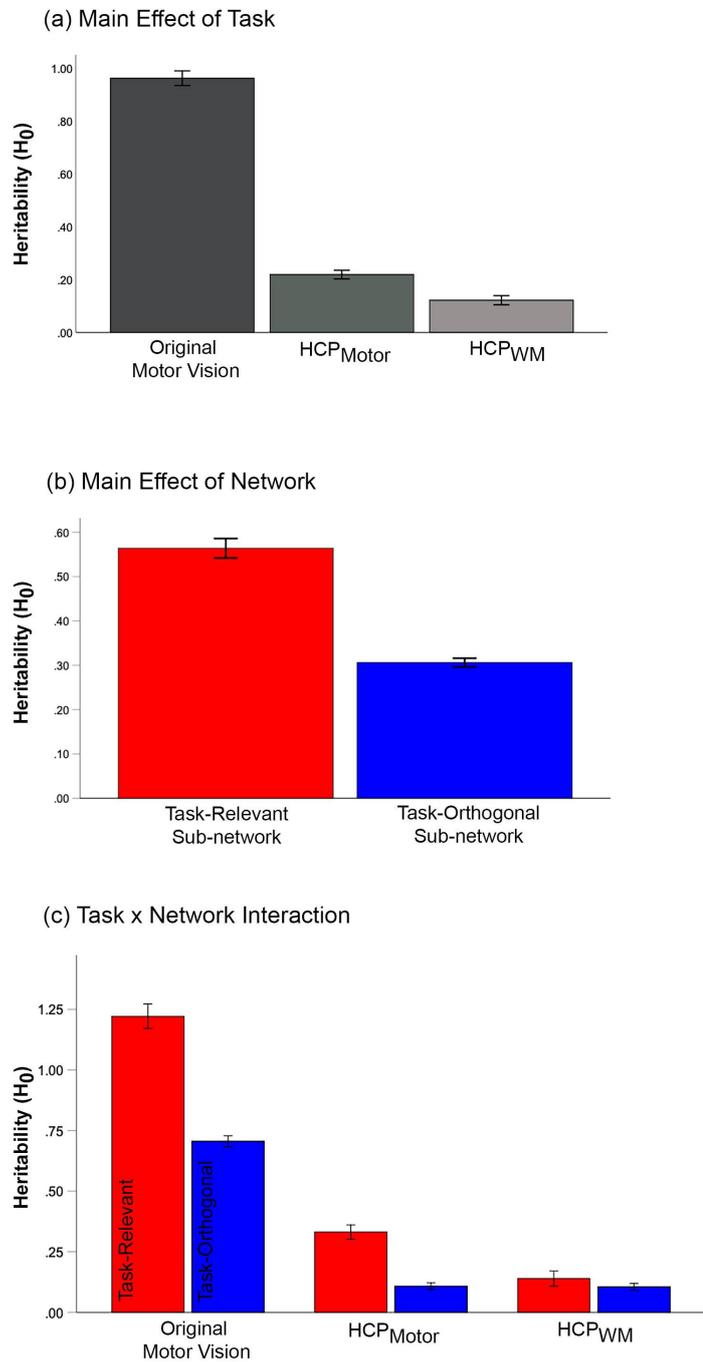 (a) Main Effect of Task
Heritability (H0)
1.00
.80
.60
.40
.20
.00
Original
Motor Vision
HCPMotor
HCPWM
(b) Main Effect of Network
Heritability (H0)
.60
.50
.40
.30
.20
.10
.00
Task-Relevant
Sub-network
Task-Orthogonal
Sub-network
(c) Task x Network Interaction
Heritability (H0)
1.25
1.00
.75
.50
.25
.00
Task-Relevant
Task-Orthogonal
Original
Motor Vision
HCPMotor
HCPWM